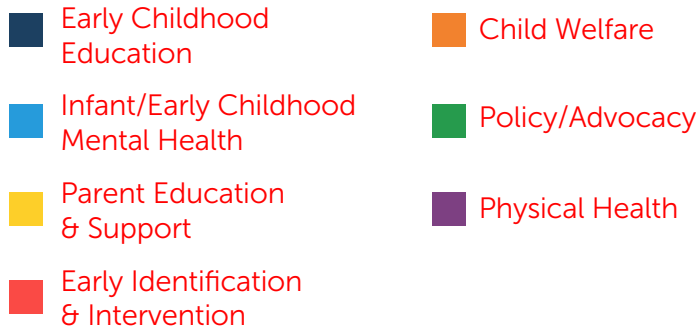 Early Childhood
Education
Infant/Early Childhood
Mental Health
Parent Education
& Support
Early Identification
& Intervention
Child Welfare
Policy/Advocacy
Physical Health